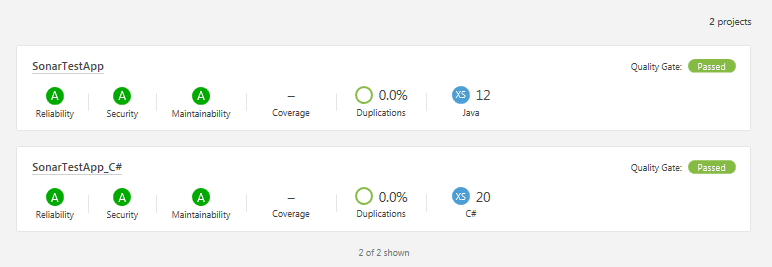 2 projects
SonarTestApp
Quality Gate: Passed
A A A – 0.0% XS 12
Reliability Security Maintainability Coverage Duplications Java
SonarTestApp_C#
Quality Gate: Passed
A A A – 0.0% XS 20
Reliability Security Maintainability Coverage Duplications C#
2 of 2 shown